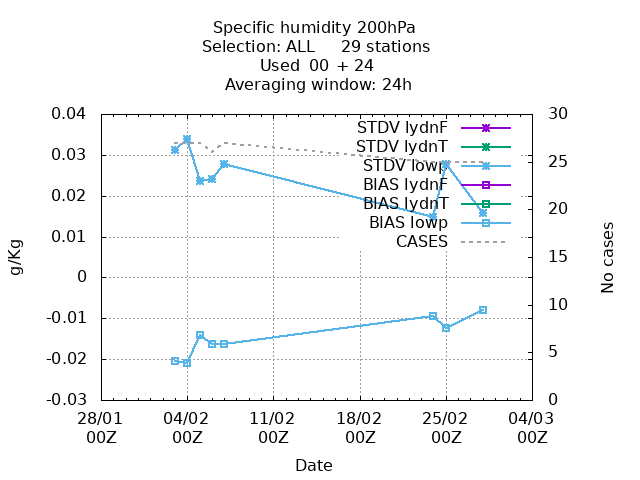 Specific humidity 200hPa
Selection: ALL 29 stations
Used 00 + 24
Averaging window: 24h
0.04
0.03
0.02
0.01
0
-0.01
-0.02
-0.03
g/Kg
30
25
20
15
10
5
0
No cases
STDV lydnF
STDV lydnT
STDV lowp
BIAS lydnF
BIAS lydnT
BIAS lowp
CASES
28/01 04/02 11/02 18/02 25/02 04/03
00Z 00Z 00Z 00Z 00Z 00Z
Date